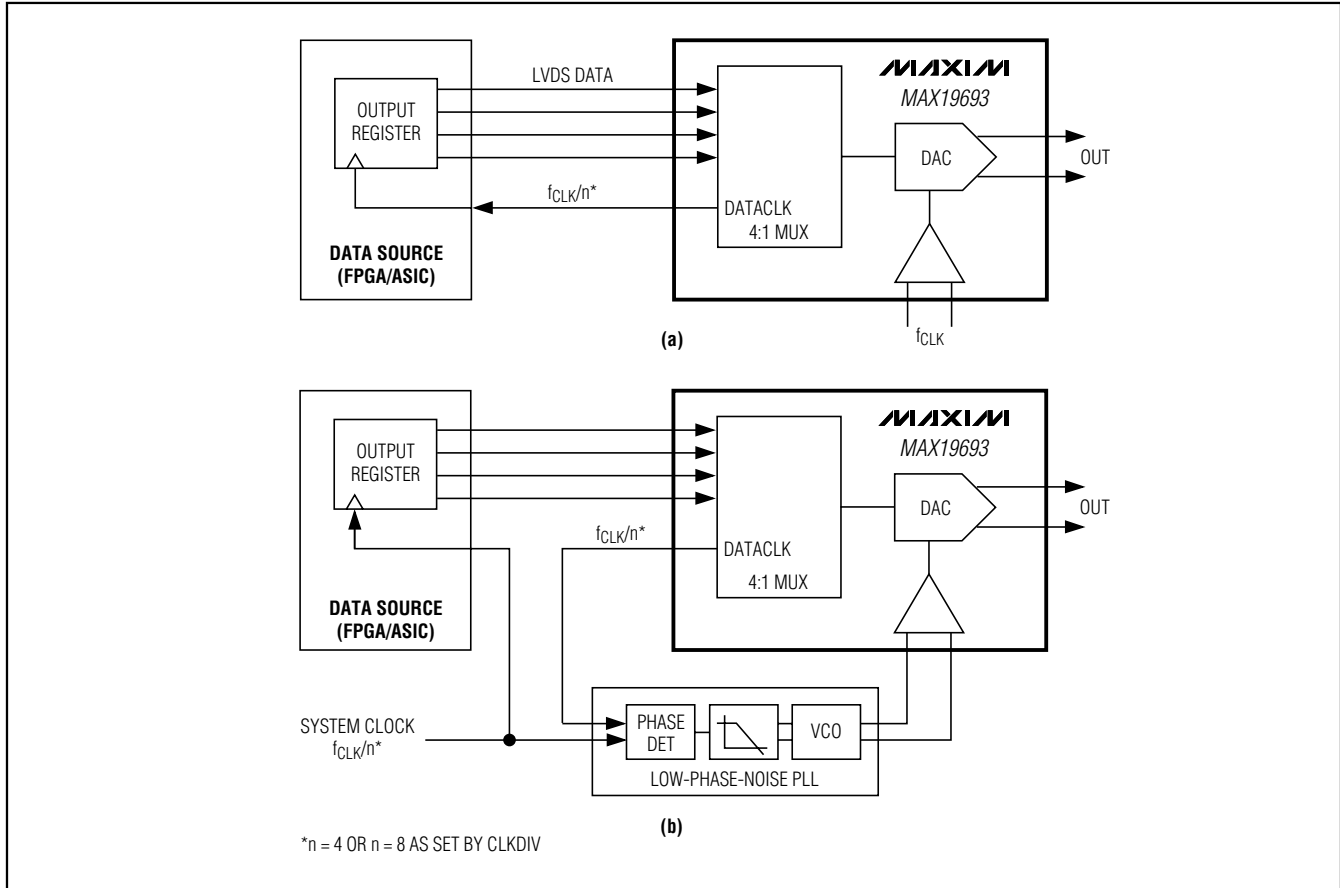 LVDS DATA
MAXIM
MAX19693
OUTPUT
REGISTER
DAC
OUT
fCLK/n*
DATACLK
4:1 MUX
DATA SOURCE
(FPGA/ASIC)
fCLK
(a)
MAXIM
MAX19693
OUTPUT
REGISTER
DAC
OUT
fCLK/n*
DATACLK
4:1 MUX
DATA SOURCE
(FPGA/ASIC)
SYSTEM CLOCK
fCLK/n*
PHASE
DET
VCO
LOW-PHASE-NOISE PLL
(b)
*n = 4 OR n = 8 AS SET BY CLKDIV